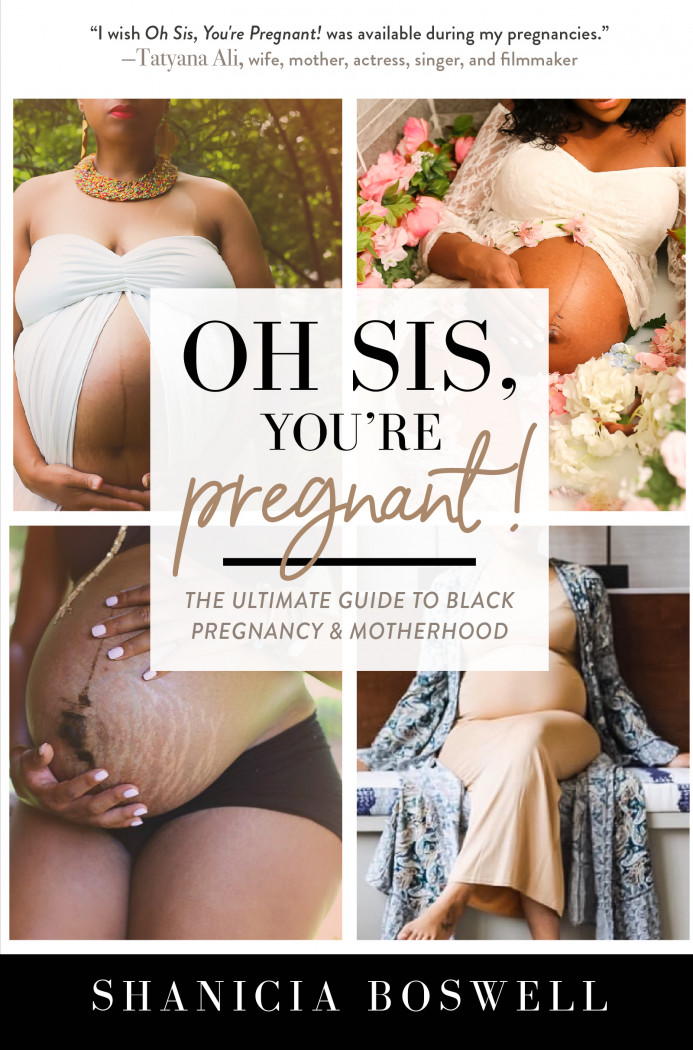 “I wish Oh Sis, You're Pregnant! was available during my pregnancies.”
—Tatyana Ali, wife, mother, actress, singer, and filmmaker
OH SIS,
YOU’RE
pregnant!
THE ULTIMATE GUIDE TO BLACK
PREGNANCY & MOTHERHOOD
SHANICIA BOSWELL